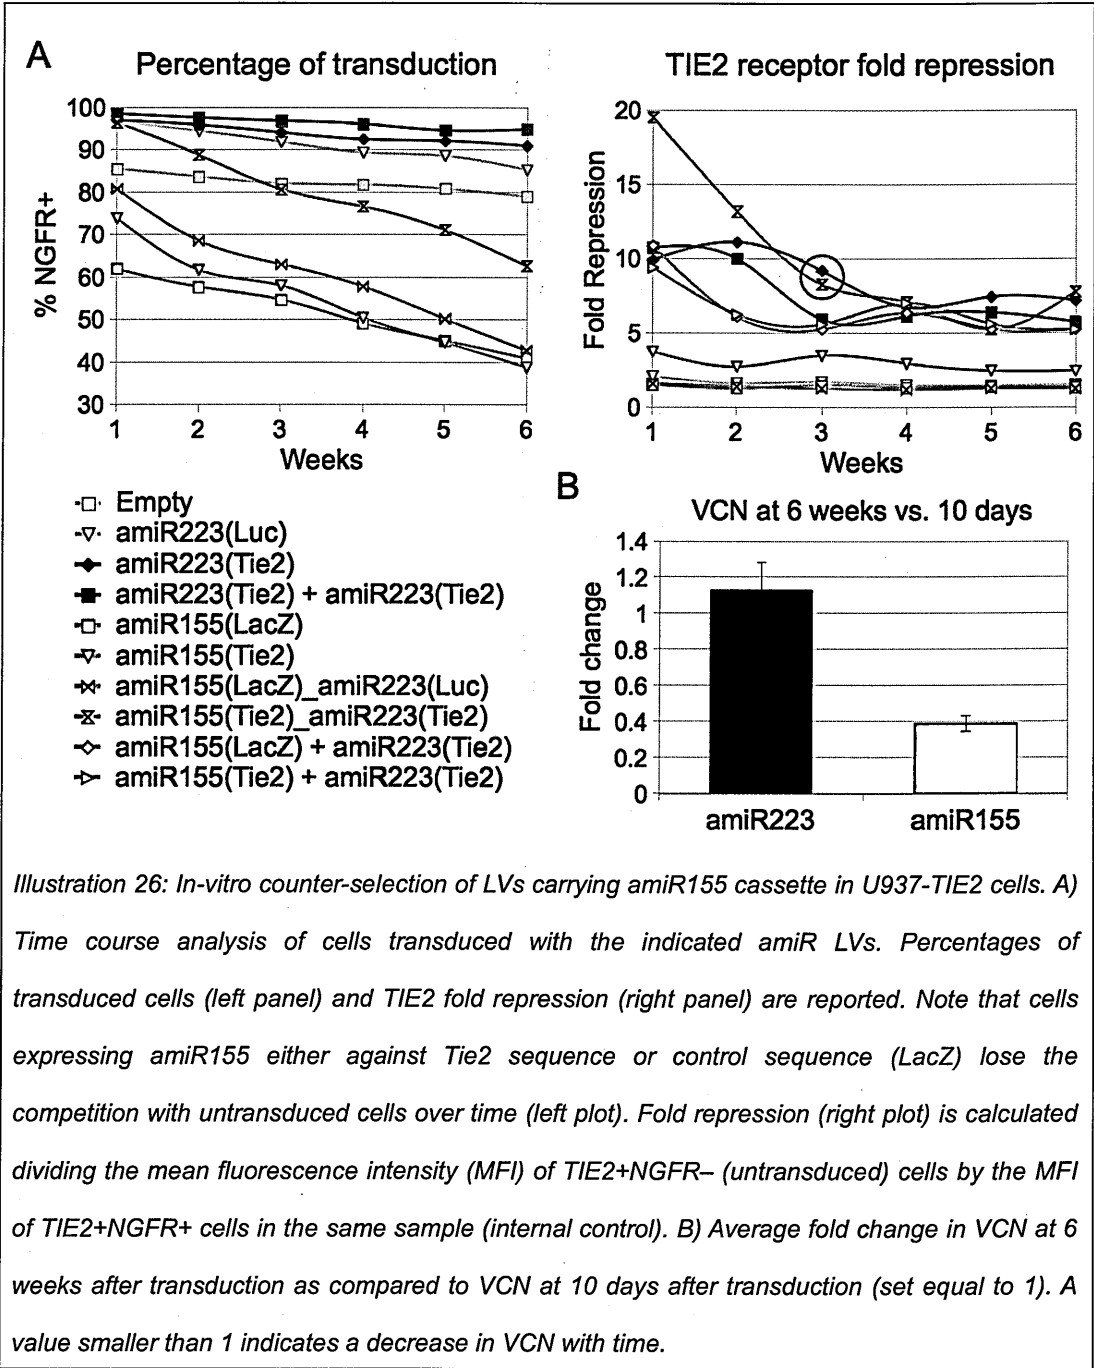 A
Percentage of transduction
% NGFR+
100
90
80
70
60
50
40
30
1 2 3 4 5 6
Weeks
TIE2 receptor fold repression
Fold Repression
20
15
10
5
0
1 2 3 4 5 6
Weeks
Empty
amiR223(Luc)
amiR223(Tie2)
amiR223(Tie2) + amiR223(Tie2)
amiR155(LacZ)
amiR155(Tie2)
amiR155(LacZ)_amiR223(Luc)
amiR155(Tie2)_amiR223(Tie2)
amiR155(LacZ) + amiR223(Tie2)
amiR155(Tie2) + amiR223(Tie2)
B
VCN at 6 weeks vs. 10 days
Fold change
1.4
1.2
1
0.8
0.6
0.4
0.2
0
amiR223 amiR155
Illustration 26: In-vitro counter-selection of LVs carrying amiR155 cassette in U937-TIE2 cells. A)
Time course analysis of cells transduced with the indicated amiR LVs. Percentages of
transduced cells (left panel) and TIE2 fold repression (right panel) are reported. Note that cells
expressing amiR155 either against Tie2 sequence or control sequence (LacZ) lose the
competition with untransduced cells over time (left plot). Fold repression (right plot) is calculated
dividing the mean fluorescence intensity (MFI) of TIE2+NGFR– (untransduced) cells by the MFI
of TIE2+NGFR+ cells in the same sample (internal control). B) Average fold change in VCN at 6
weeks after transduction as compared to VCN at 10 days after transduction (set equal to 1). A
value smaller than 1 indicates a decrease in VCN with time.